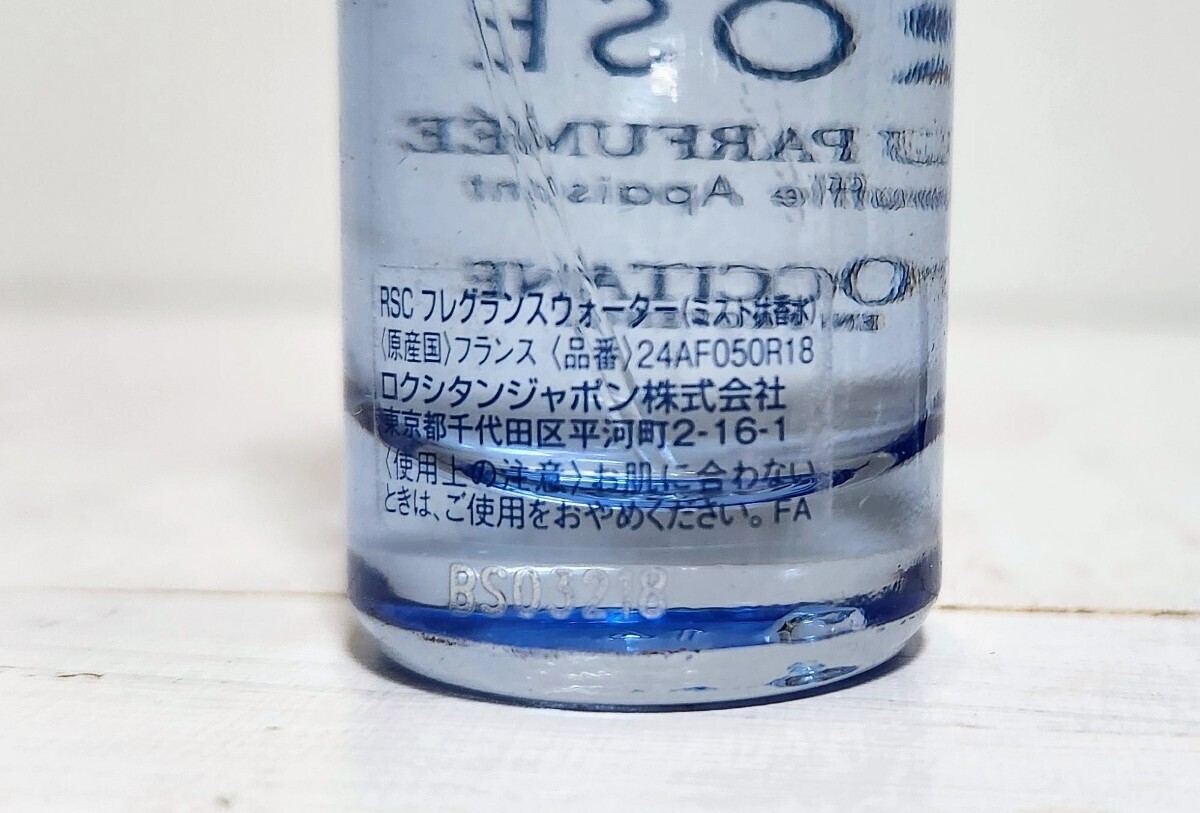 OSE
PARFUMÉE
Apaisant
OCCITANE
RSC フレグランスウォーター(ミスト状香水)
〈原産国〉フランス 〈品番〉24AF050R18
ロクシタンジャポン株式会社
東京都千代田区平河町2-16-1
〈使用上の注意〉お肌に合わない
ときは、ご使用をおやめください。FA
BS03218